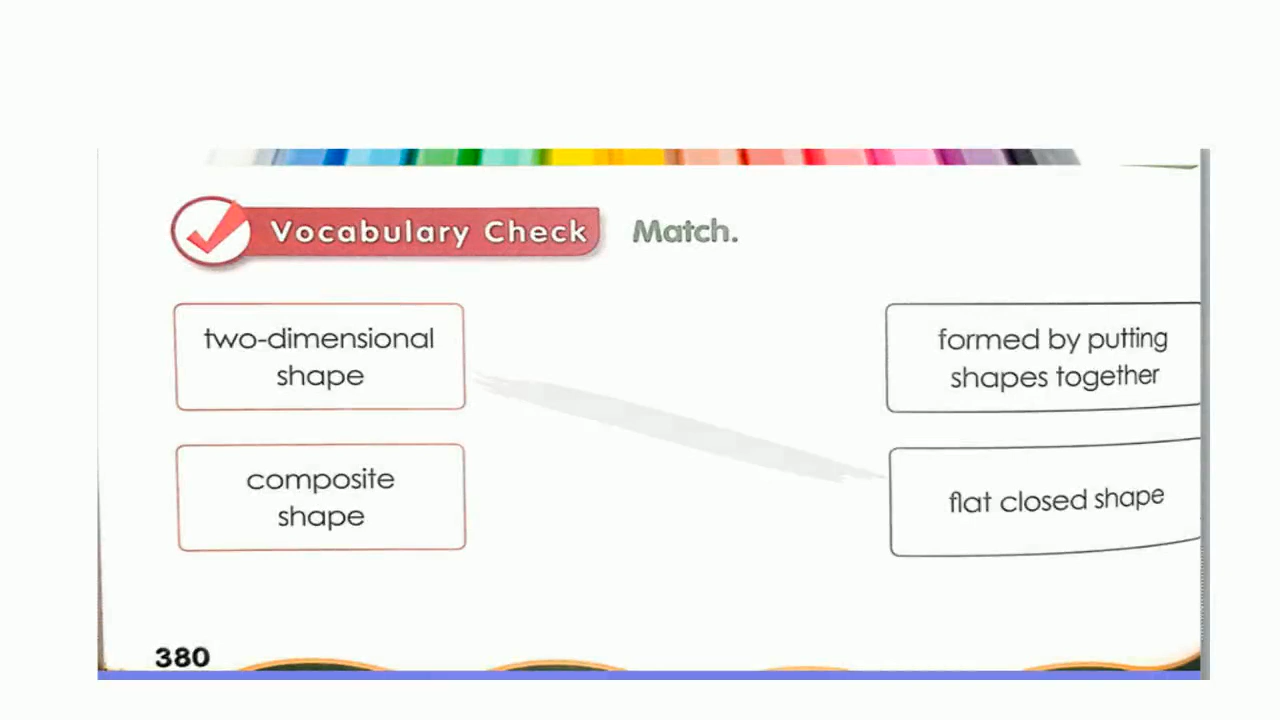 Vocabulary Check Match.
two-dimensional
shape
formed by putting
shapes together
composite
shape
flat closed shape
380